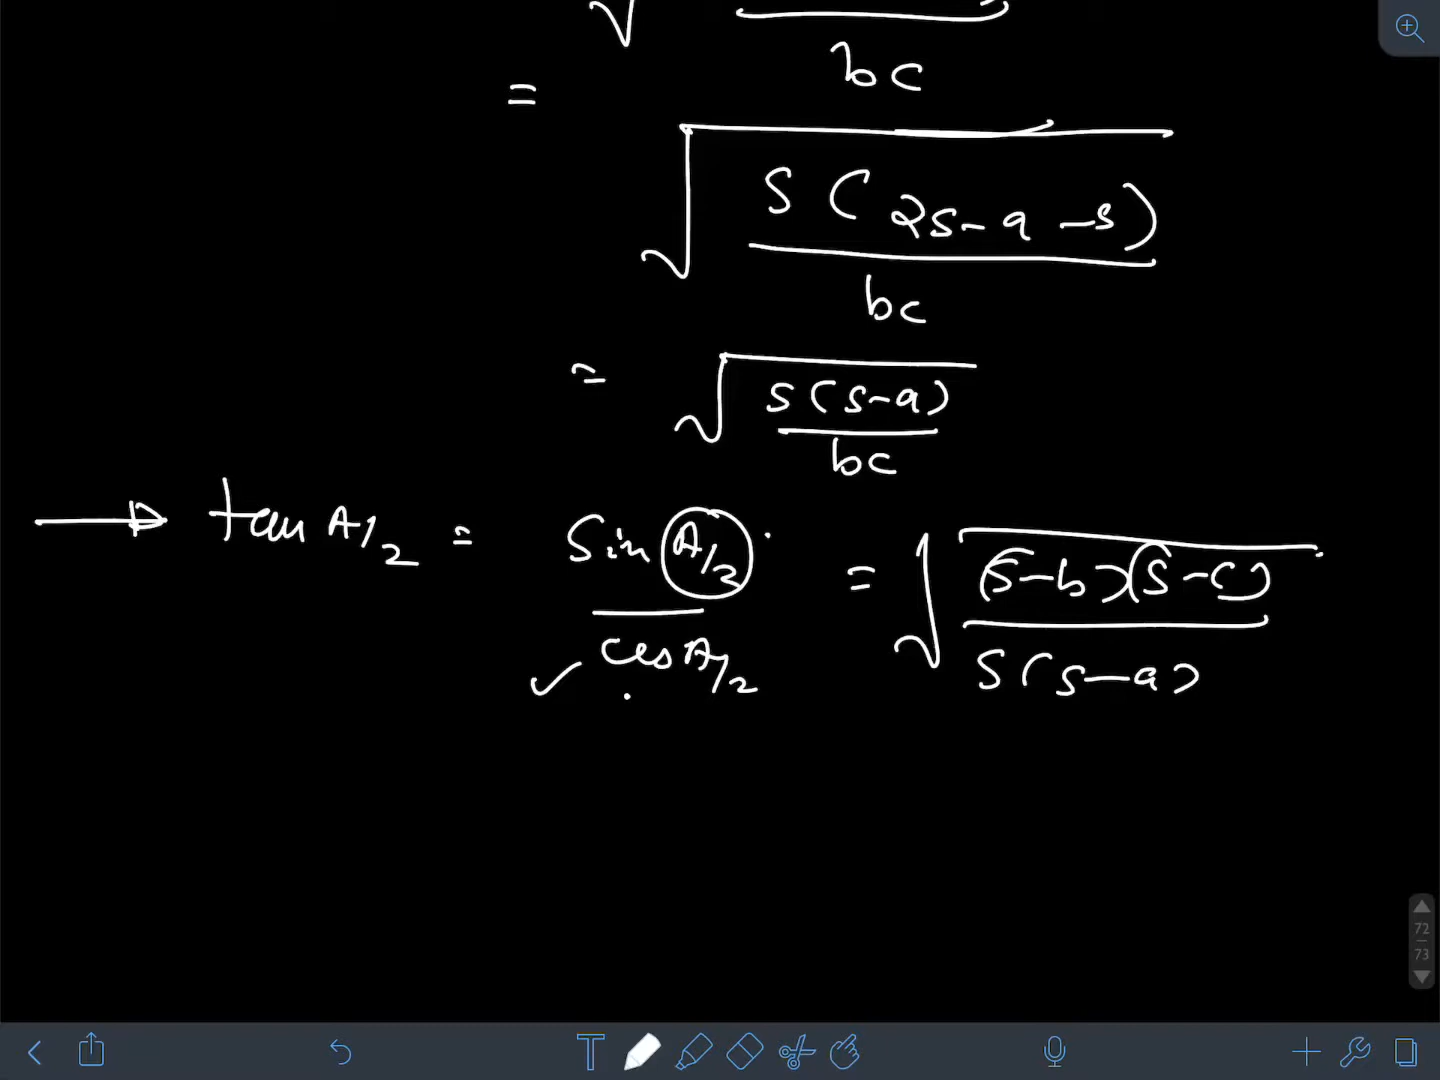 bc
=
√ S(2s-a-s) / bc
= √ s(s-a) / bc
→ tan A/2 = Sin A/2 / cos A/2 = √ (s-b)(s-c) / s(s-a)
72
73
T